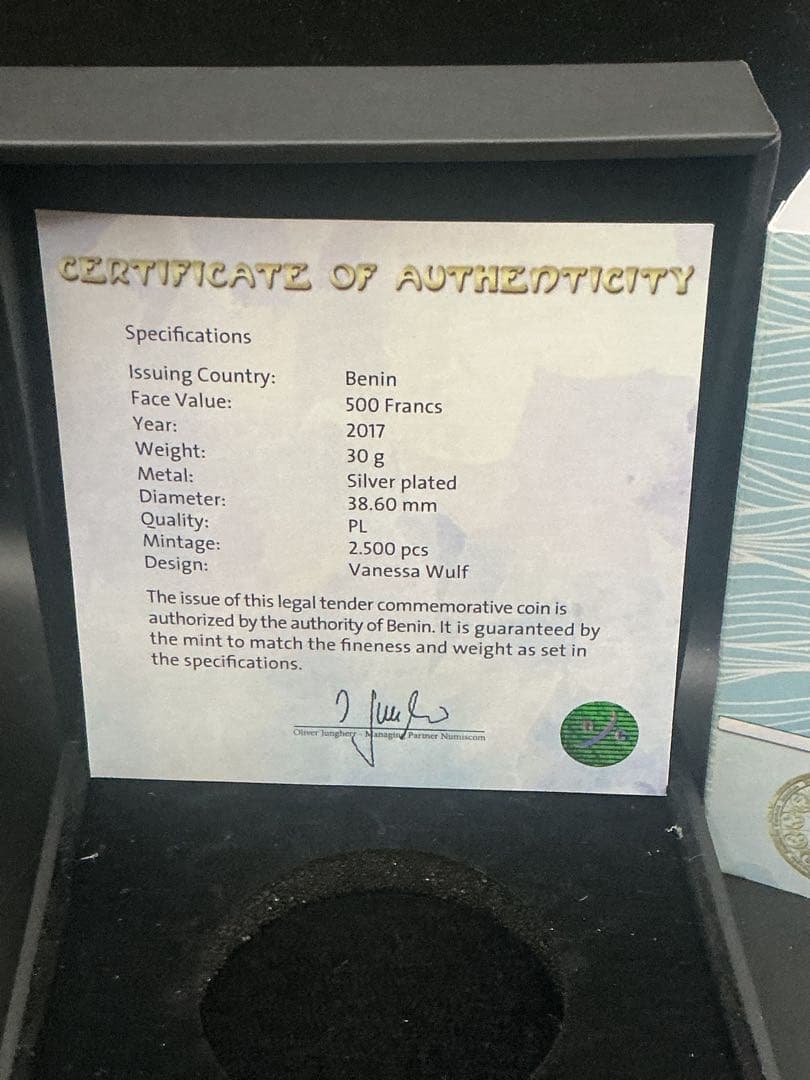 CERTIFICATE OF AUTHENTICITY
Specifications
Issuing Country: Benin
Face Value: 500 Francs
Year: 2017
Weight: 30 g
Metal: Silver plated
Diameter: 38.60 mm
Quality: PL
Mintage: 2.500 pcs
Design: Vanessa Wulf
The issue of this legal tender commemorative coin is
authorized by the authority of Benin. It is guaranteed by
the mint to match the fineness and weight as set in
the specifications.
Oliver Jungherr - Managing Partner Numiscom